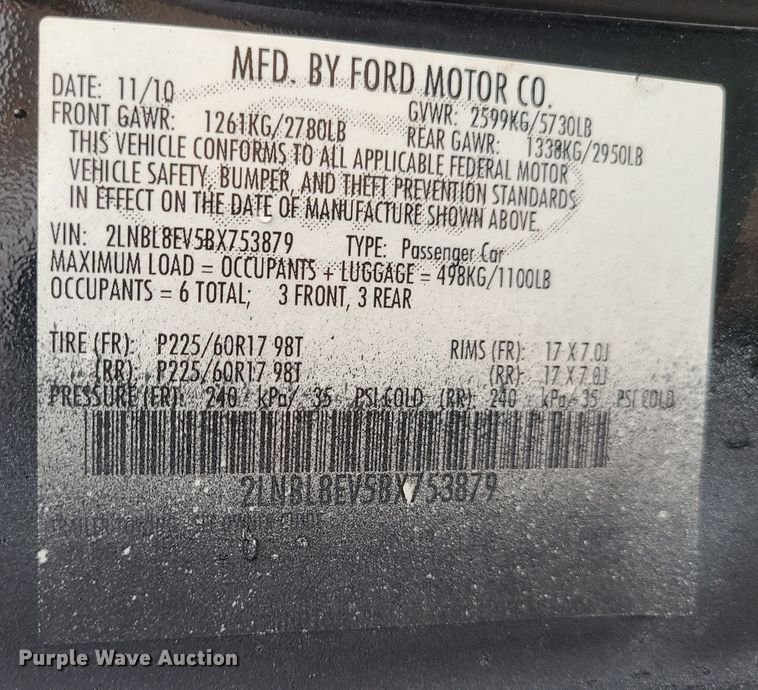 MFD. BY FORD MOTOR CO.
DATE: 11/10 GVWR: 2599KG/5730LB
FRONT GAWR: 1261KG/2780LB REAR GAWR: 1338KG/2950LB
THIS VEHICLE CONFORMS TO ALL APPLICABLE FEDERAL MOTOR
VEHICLE SAFETY, BUMPER, AND THEFT PREVENTION STANDARDS
IN EFFECT ON THE DATE OF MANUFACTURE SHOWN ABOVE.
VIN: 2LNBL8EV5BX753879 TYPE: Passenger Car
MAXIMUM LOAD = OCCUPANTS + LUGGAGE = 498KG/1100LB
OCCUPANTS = 6 TOTAL; 3 FRONT, 3 REAR
TIRE (FR): P225/60R17 98T RIMS (FR): 17 X 7.0J
(RR): P225/60R17 98T (RR): 17 X 7.0J
PRESSURE (FR): 240 kPa/ 35 PSI COLD (RR): 240 kPa/ 35 PSI COLD
2LNBL8EV5BX753879
TRAILER TOWING - SEE OWNER GUIDE
Purple Wave Auction